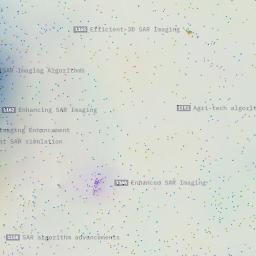 Efficient-3D SAR Imaging
SAR Imaging Algorithms
Enhancing SAR Imaging
Agri-tech algorit
Imaging Enhancement
SAR simulation
Enhanced SAR Imaging
SAR algorithm advancements